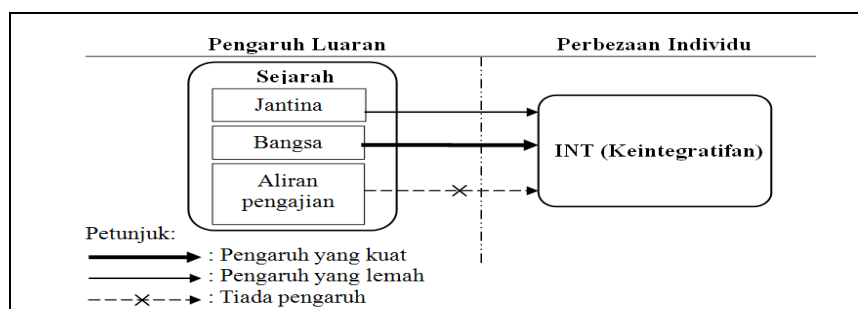 Pengaruh Luaran
Perbezaan Individu
Sejarah
Jantina
Bangsa
Aliran
pengajian
INT (Keintegratifan)
Petunjuk:
: Pengaruh yang kuat
: Pengaruh yang lemah
: Tiada pengaruh